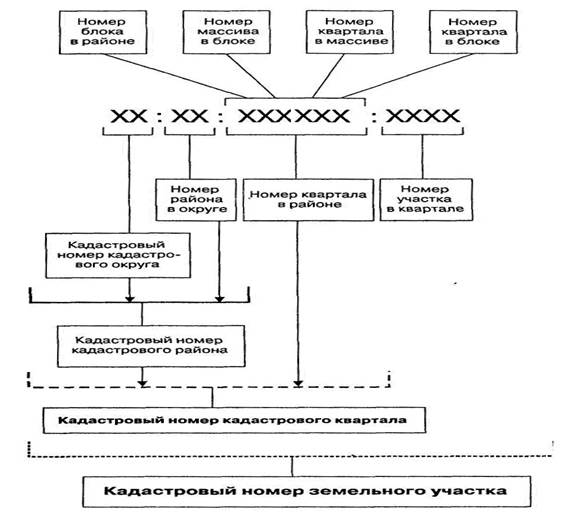 Номер
блока
в районе
Номер
массива
в блоке
Номер
квартала
в массиве
Номер
квартала
в блоке
XX : XX : XXXXXX : XXXX
Номер
района
в округе
Номер квартала
в районе
Номер
участка
в квартале
Кадастровый
номер кадастро-
вого округа
Кадастровый номер
кадастрового района
Кадастровый номер кадастрового квартала
Кадастровый номер земельного участка